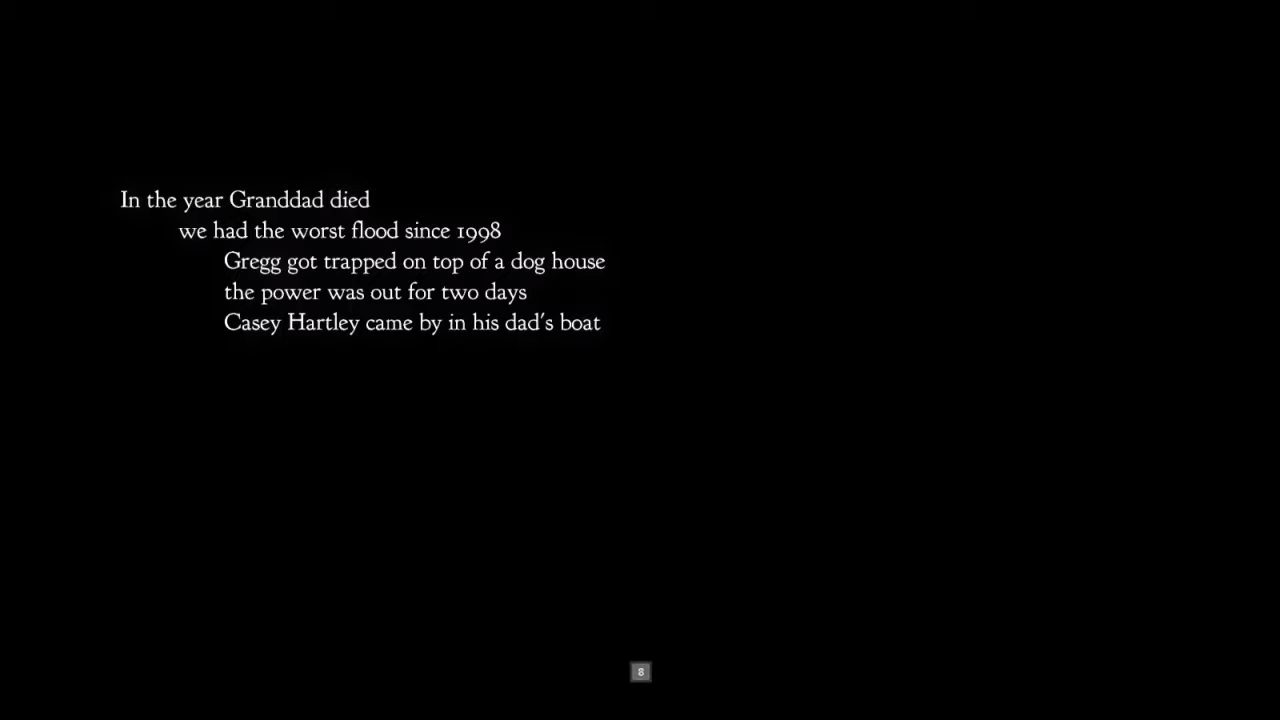 In the year Granddad died
we had the worst flood since 1998
Gregg got trapped on top of a dog house
the power was out for two days
Casey Hartley came by in his dad's boat
8